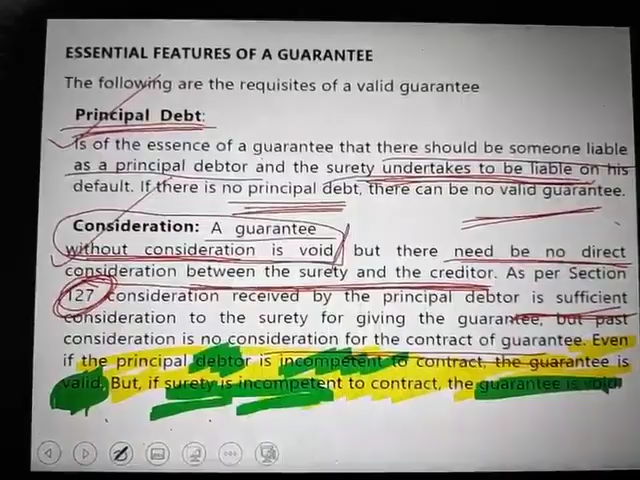 ESSENTIAL FEATURES OF A GUARANTEE
The following are the requisites of a valid guarantee
Principal Debt:
Is of the essence of a guarantee that there should be someone liable
as a principal debtor and the surety undertakes to be liable on his
default. If there is no principal debt, there can be no valid guarantee.
Consideration: A guarantee
without consideration is void, but there need be no direct
consideration between the surety and the creditor. As per Section
127 consideration received by the principal debtor is sufficient
consideration to the surety for giving the guarantee, but past
consideration is no consideration for the contract of guarantee. Even
if the principal debtor is incompetent to contract, the guarantee is
valid. But, if surety is incompetent to contract, the guarantee is void.